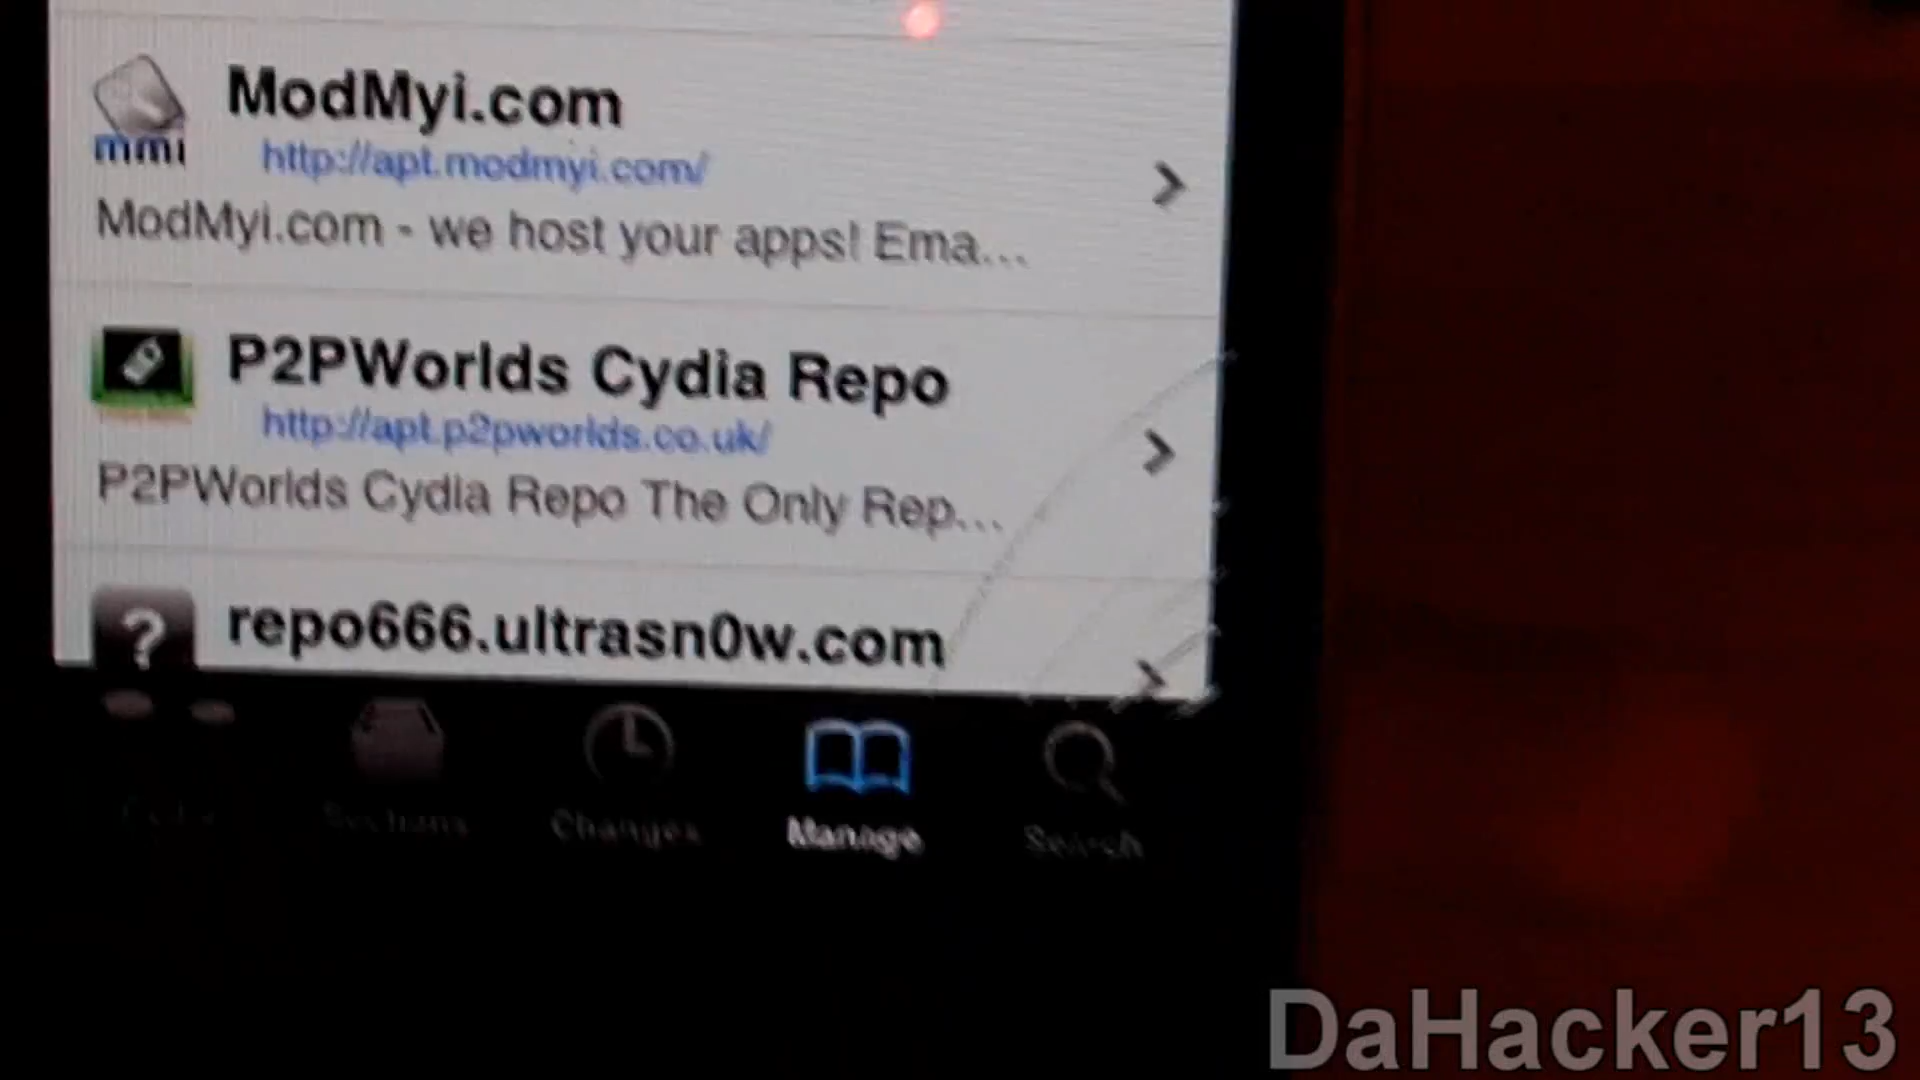 ModMyi.com
mmi
http://apt.modmyi.com/
ModMyi.com - we host your apps! Ema...
P2PWorlds Cydia Repo
http://apt.p2pworlds.co.uk/
P2PWorlds Cydia Repo The Only Rep...
?
repo666.ultrasn0w.com
Sections Changes Manage Search
DaHacker13